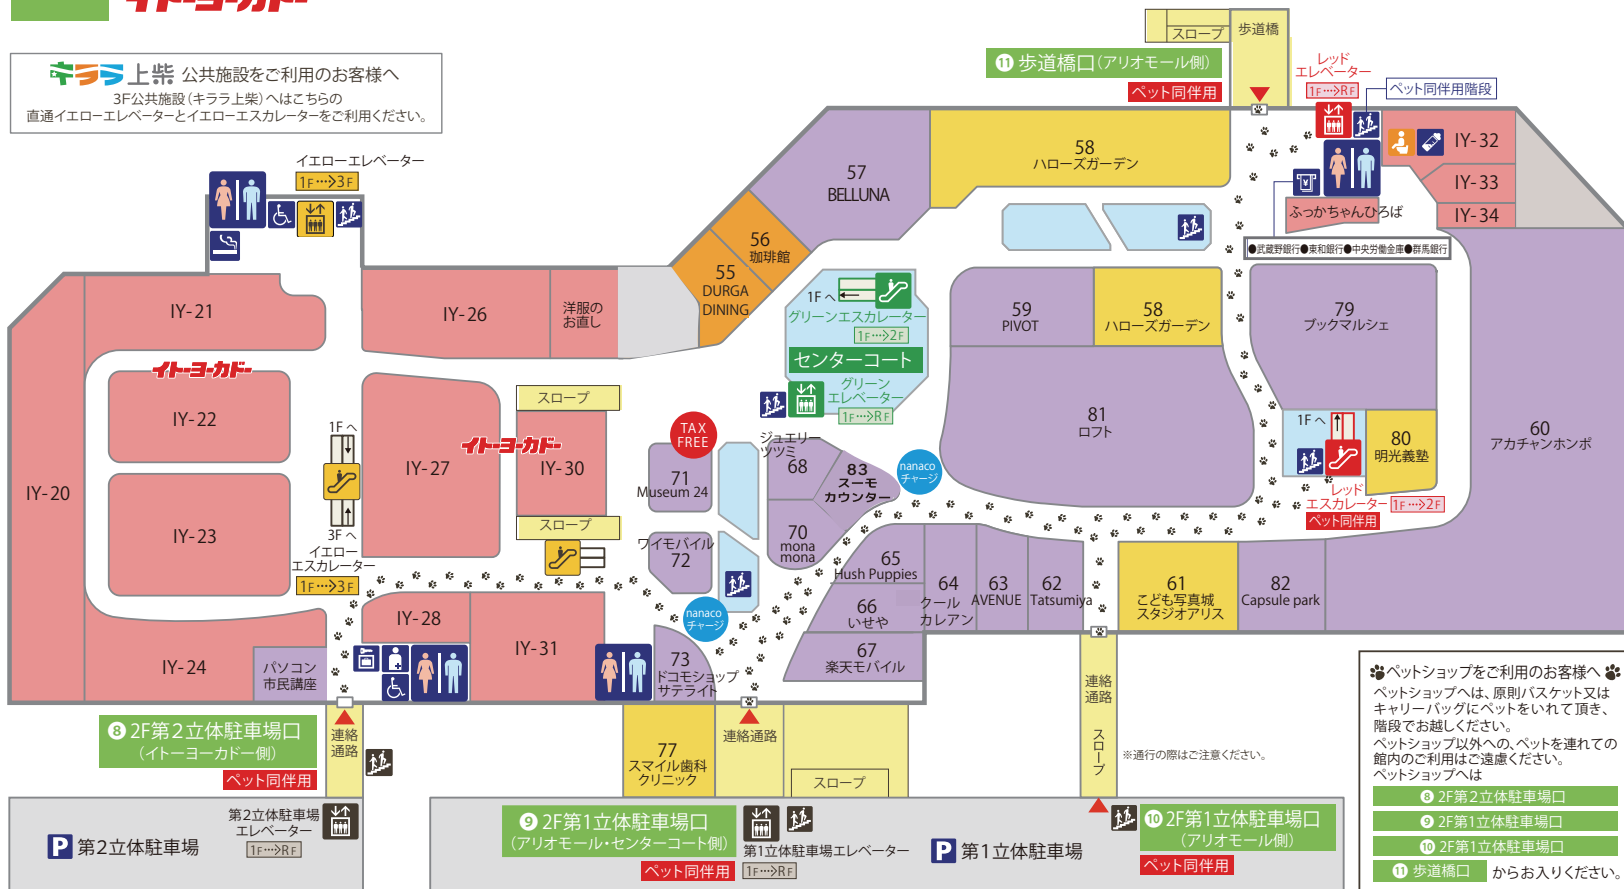 イトーヨーカドー
キララ上柴 公共施設をご利用のお客様へ
3F公共施設(キララ上柴)へはこちらの
直通イエローエレベーターとイエローエスカレーターをご利用ください。
スロープ
歩道橋
⑪ 歩道橋口(アリオモール側)
ペット同伴用
レッド
エレベーター
1F⋯>RF
ペット同伴用階段
イエローエレベーター
1F⋯>3F
57
BELLUNA
58
ハローズガーデン
IY-32
IY-33
IY-34
ふっかちゃんひろば
●武蔵野銀行●東和銀行●中央労働金庫●群馬銀行
56
珈琲館
55
DURGA
DINING
IY-21
IY-26
洋服の
お直し
1Fへ
グリーンエスカレーター
1F⋯>2F
センターコート
グリーン
エレベーター
1F⋯>RF
59
PIVOT
58
ハローズガーデン
79
ブックマルシェ
イトーヨーカドー
IY-22
IY-20
IY-23
1Fへ
3Fへ
イエロー
エスカレーター
1F⋯>3F
IY-27
イトーヨーカドー
スロープ
IY-30
スロープ
TAX
FREE
71
Museum 24
ワイモバイル
72
ジュエリー
ツツミ
68
83
スーモ
カウンター
nanaco
チャージ
70
mona
mona
81
ロフト
1Fへ
80
明光義塾
60
アカチャンホンポ
レッド
エスカレーター
1F⋯>2F
ペット同伴用
65
Hush Puppies
66
いせや
67
楽天モバイル
64
クール
カレアン
63
AVENUE
62
Tatsumiya
61
こども写真城
スタジオアリス
82
Capsule park
IY-28
IY-31
IY-24
パソコン
市民講座
nanaco
チャージ
73
ドコモショップ
サテライト
⑧ 2F第2立体駐車場口
(イトーヨーカドー側)
ペット同伴用
連絡
通路
77
スマイル歯科
クリニック
連絡通路
スロープ
連絡
通路
スロープ
※通行の際はご注意ください。
P 第2立体駐車場
第2立体駐車場
エレベーター
1F⋯>RF
⑨ 2F第1立体駐車場口
(アリオモール・センターコート側)
ペット同伴用
第1立体駐車場エレベーター
1F⋯>RF
P 第1立体駐車場
⑩ 2F第1立体駐車場口
(アリオモール側)
ペット同伴用
ペットショップをご利用のお客様へ
ペットショップへは、原則バスケット又は
キャリーバッグにペットをいれて頂き、
階段でお越しください。
ペットショップ以外への、ペットを連れての
館内のご利用はご遠慮ください。
ペットショップへは
⑧ 2F第2立体駐車場口
⑨ 2F第1立体駐車場口
⑩ 2F第1立体駐車場口
⑪ 歩道橋口 からお入りください。